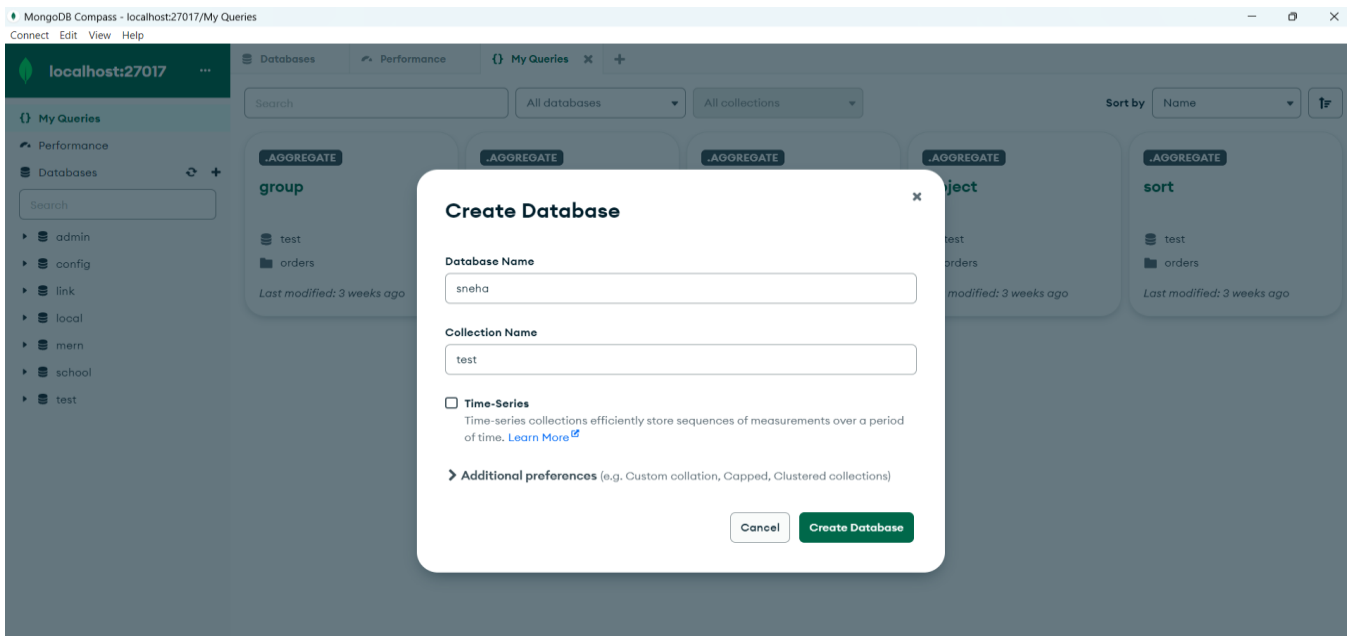 MongoDB Compass - localhost:27017/My Queries
Connect Edit View Help
localhost:27017 ...
Databases Performance {} My Queries
{} My Queries
Performance
Databases
Search
admin
config
link
local
mern
school
test
Search All databases All collections Sort by Name
.AGGREGATE .AGGREGATE .AGGREGATE .AGGREGATE .AGGREGATE
group ject sort
test test test
orders orders orders
Last modified: 3 weeks ago modified: 3 weeks ago Last modified: 3 weeks ago
Create Database
Database Name
sneha
Collection Name
test
Time-Series
Time-series collections efficiently store sequences of measurements over a period
of time. Learn More
Additional preferences (e.g. Custom collation, Capped, Clustered collections)
Cancel Create Database